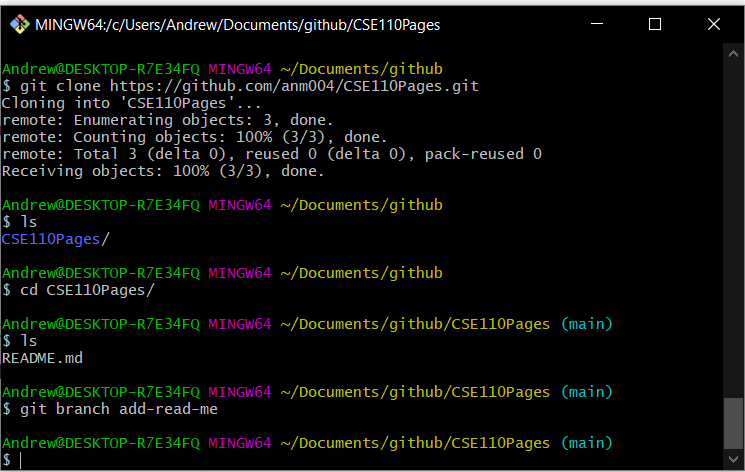 MINGW64:/c/Users/Andrew/Documents/github/CSE110Pages
Andrew@DESKTOP-R7E34FQ MINGW64 ~/Documents/github
$ git clone https://github.com/anm004/CSE110Pages.git
Cloning into 'CSE110Pages'...
remote: Enumerating objects: 3, done.
remote: Counting objects: 100% (3/3), done.
remote: Total 3 (delta 0), reused 0 (delta 0), pack-reused 0
Receiving objects: 100% (3/3), done.
Andrew@DESKTOP-R7E34FQ MINGW64 ~/Documents/github
$ ls
CSE110Pages/
Andrew@DESKTOP-R7E34FQ MINGW64 ~/Documents/github
$ cd CSE110Pages/
Andrew@DESKTOP-R7E34FQ MINGW64 ~/Documents/github/CSE110Pages (main)
$ ls
README.md
Andrew@DESKTOP-R7E34FQ MINGW64 ~/Documents/github/CSE110Pages (main)
$ git branch add-read-me
Andrew@DESKTOP-R7E34FQ MINGW64 ~/Documents/github/CSE110Pages (main)
$